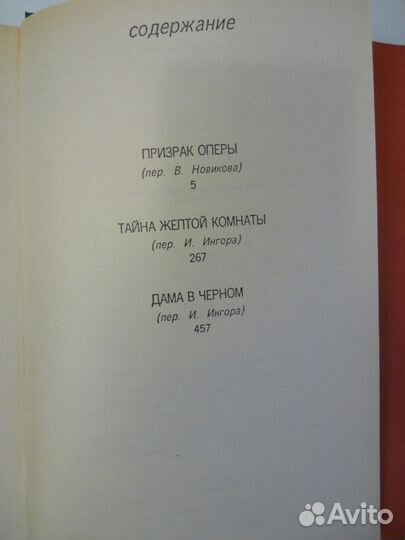 содержание
ПРИЗРАК ОПЕРЫ
(пер. В. Новикова)
5
ТАЙНА ЖЕЛТОЙ КОМНАТЫ
(пер. И. Ингора)
267
ДАМА В ЧЕРНОМ
(пер. И. Ингора)
457
Avito